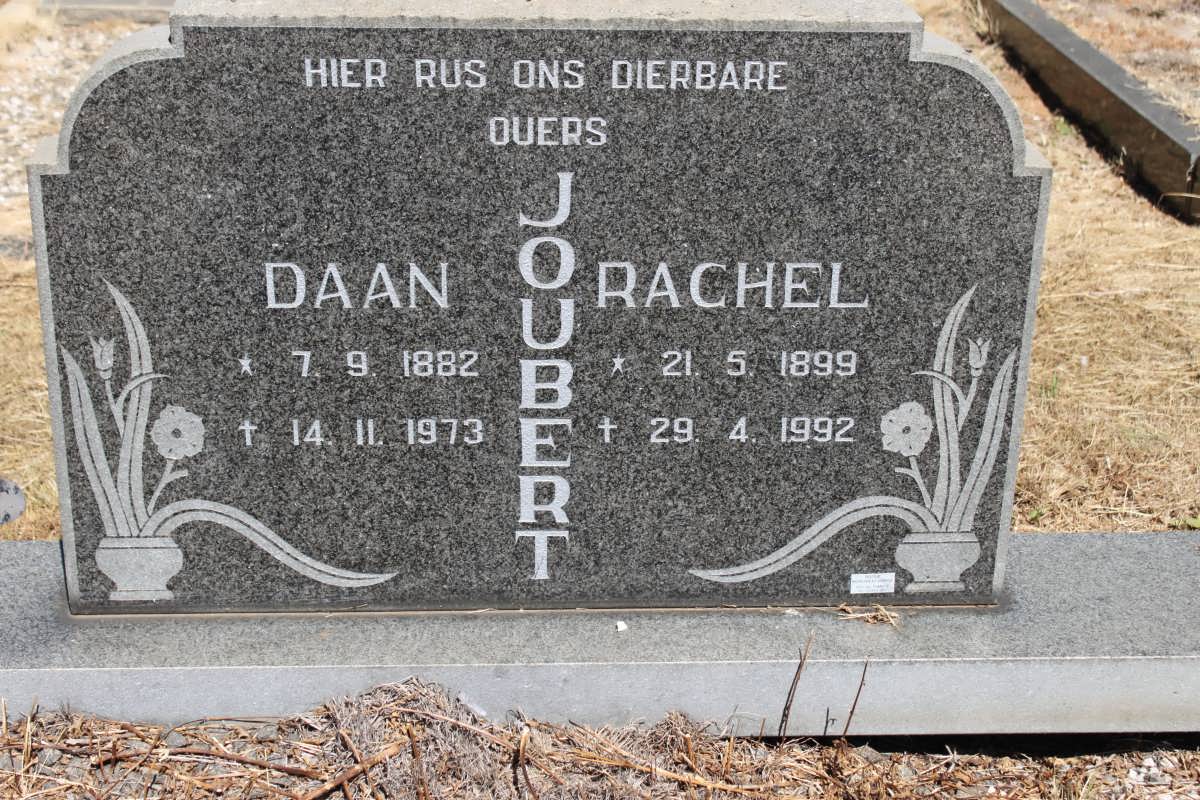 HIER RUS ONS DIERBARE
OUERS
JOUBERT
DAAN
* 7. 9. 1882
† 14. 11. 1973
RACHEL
* 21. 5. 1899
† 29. 4. 1992